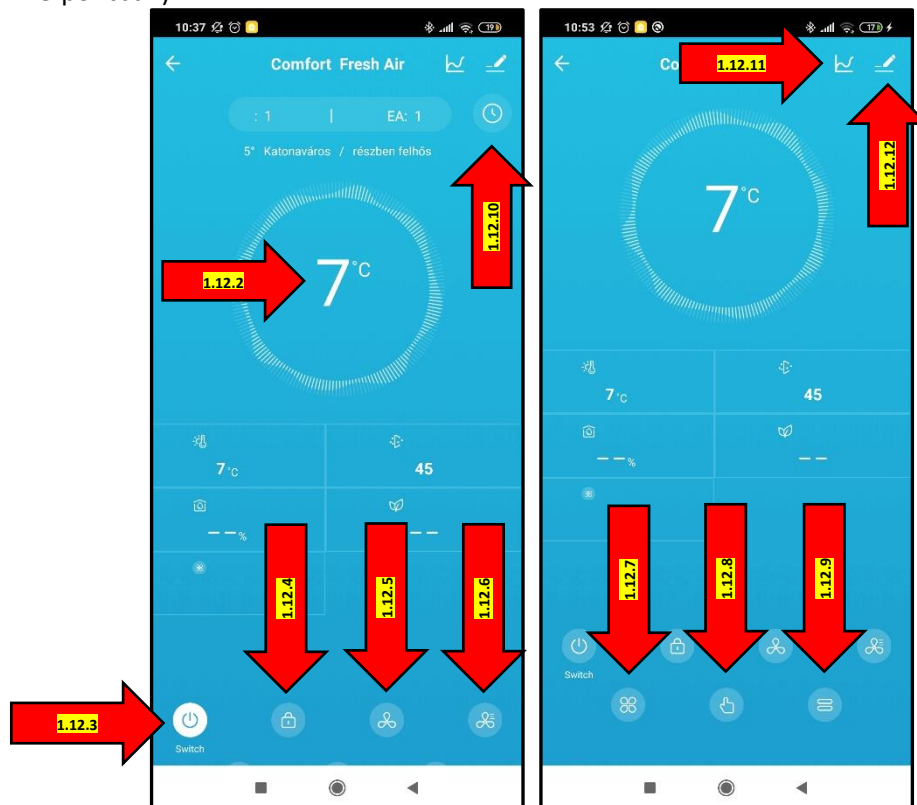 10:37
19
Comfort Fresh Air
: 1 | EA: 1
5° Katonaváros / részben felhős
1.12.10
7°C
1.12.2
7°C
45
--%
--
1.12.4
1.12.5
1.12.6
1.12.3
Switch
10:53
17
Co
1.12.11
1.12.12
7°C
7°C
45
--%
--
1.12.7
1.12.8
1.12.9
Switch